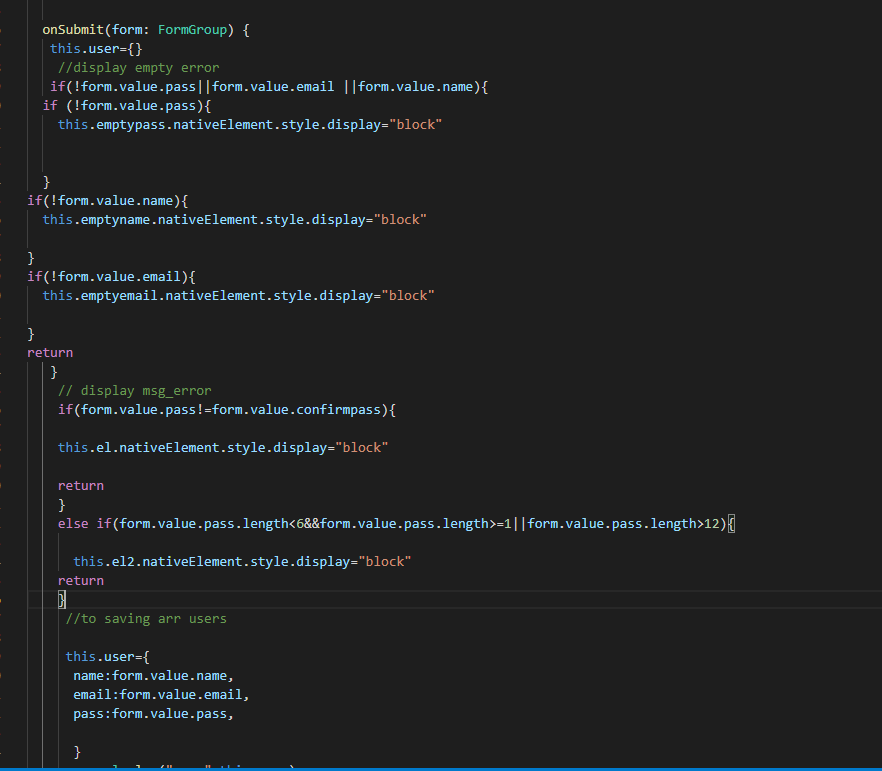 onSubmit(form: FormGroup) {
this.user={}
//display empty error
if(!form.value.pass||form.value.email ||form.value.name){
if (!form.value.pass){
this.emptypass.nativeElement.style.display="block"
}
if(!form.value.name){
this.emptyname.nativeElement.style.display="block"
}
if(!form.value.email){
this.emptyemail.nativeElement.style.display="block"
}
return
}
// display msg_error
if(form.value.pass!=form.value.confirmpass){
this.el.nativeElement.style.display="block"
return
}
else if(form.value.pass.length<6&&form.value.pass.length>=1||form.value.pass.length>12){
this.el2.nativeElement.style.display="block"
return
}
//to saving arr users
this.user={
name:form.value.name,
email:form.value.email,
pass:form.value.pass,
}